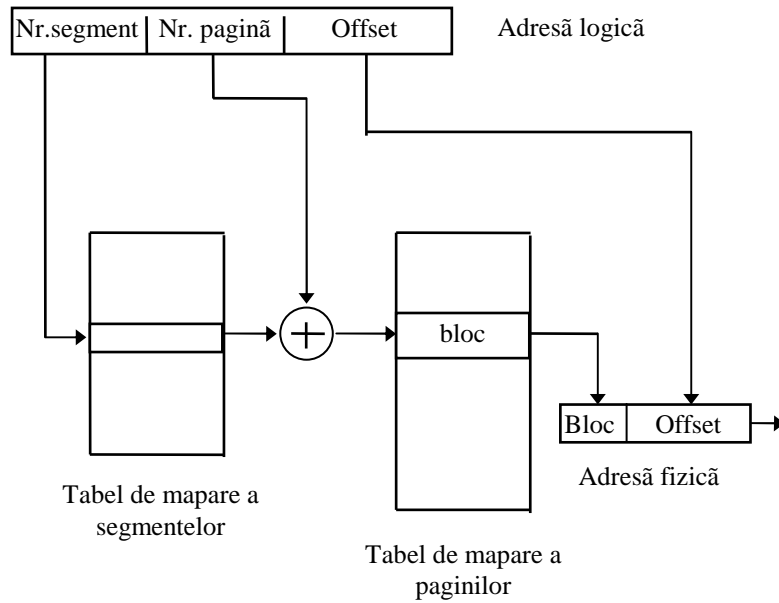 Nr.segment Nr. paginã Offset Adresã logicã
bloc
Bloc Offset
Adresã fizicã
Tabel de mapare a
segmentelor
Tabel de mapare a
paginilor